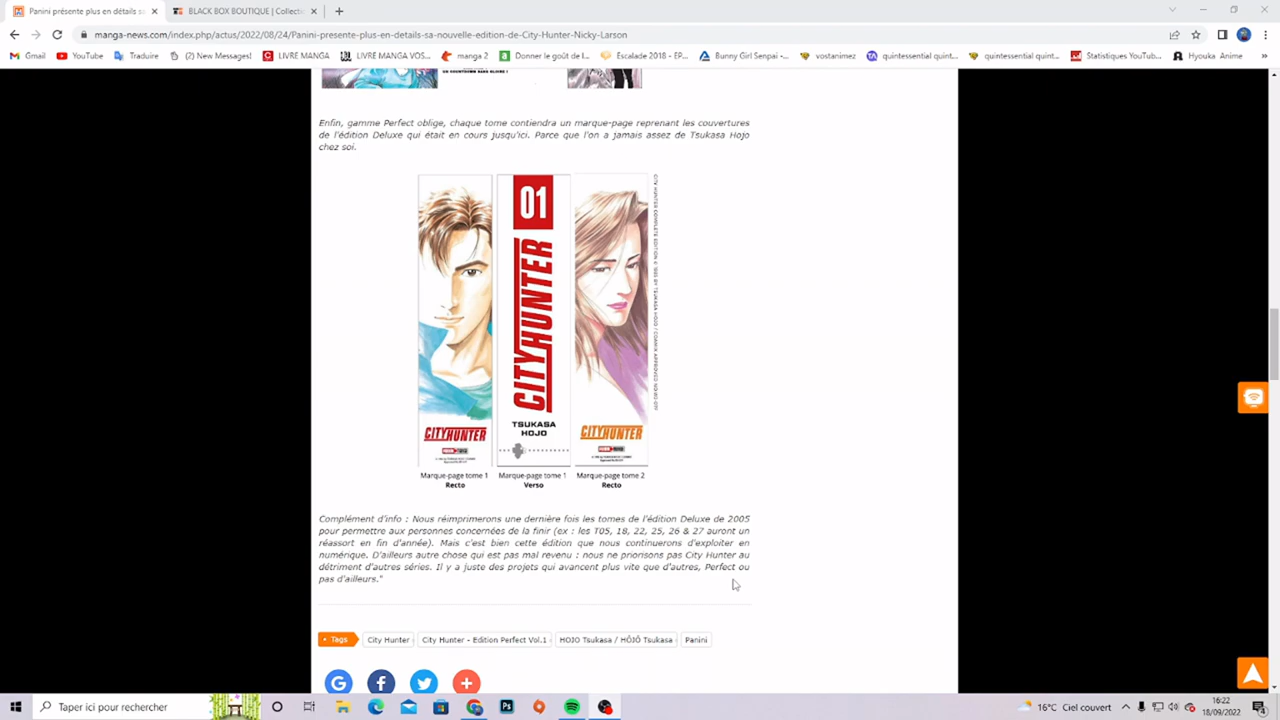 Panini présente plus en détails sa
BLACK BOX BOUTIQUE | Collecti
manga-news.com/index.php/actus/2022/08/24/Panini-presente-plus-en-details-sa-nouvelle-edition-de-City-Hunter-Nicky-Larson
Gmail
YouTube
Traduire
(2) New Messages!
LIVRE MANGA
LIVRE MANGA VOS...
manga 2
Donner le goût de l...
Escalade 2018 - EP...
Bunny Girl Senpai -...
vostanimez
quintessential quint...
quintessential quint...
Statistiques YouTub...
Hyouka Anime
»
Enfin, gamme Perfect oblige, chaque tome contiendra un marque-page reprenant les couvertures
de l'édition Deluxe qui était en cours jusqu'ici. Parce que l'on a jamais assez de Tsukasa Hojo
chez soi.
01
CITYHUNTER
TSUKASA
HOJO
CITYHUNTER
CITYHUNTER
Marque-page tome 1
Recto
Marque-page tome 1
Verso
Marque-page tome 2
Recto
Complément d'info : Nous réimprimerons une dernière fois les tomes de l'édition Deluxe de 2005
pour permettre aux personnes concernées de la finir (ex : les T05, 18, 22, 25, 26 & 27 auront un
réassort en fin d'année). Mais c'est bien cette édition que nous continuerons d'exploiter en
numérique. D'ailleurs autre chose qui est pas mal revenu : nous ne priorisons pas City Hunter au
détriment d'autres séries. Il y a juste des projets qui avancent plus vite que d'autres, Perfect ou
pas d'ailleurs."
Tags
City Hunter
City Hunter - Edition Perfect Vol.1
HOJO Tsukasa / HÔJÔ Tsukasa
Panini
Taper ici pour rechercher
16°C Ciel couvert
16:22
18/09/2022